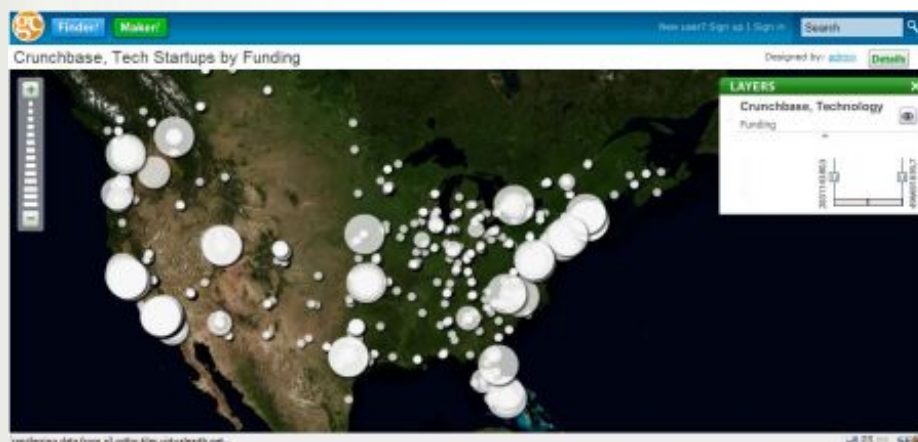 gc Finder! Maker! New user? Sign up | Sign in Search
Crunchbase, Tech Startups by Funding Designed by: admin Details
LAYERS
Crunchbase, Technology
Funding